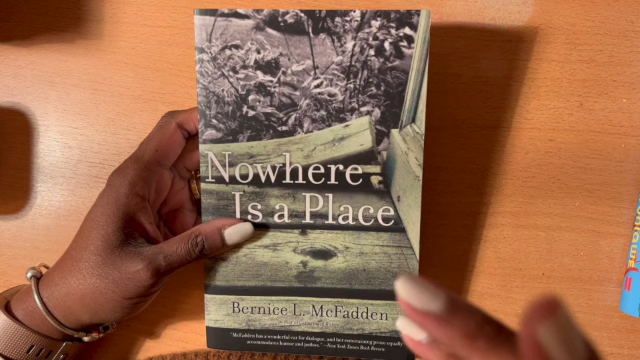 Nowhere
Is a Place
Bernice L. McFadden
"McFadden has a wonderful ear for dialogue, and her entertaining prose equally
accommodates humor and pathos." —New York Times Book Review